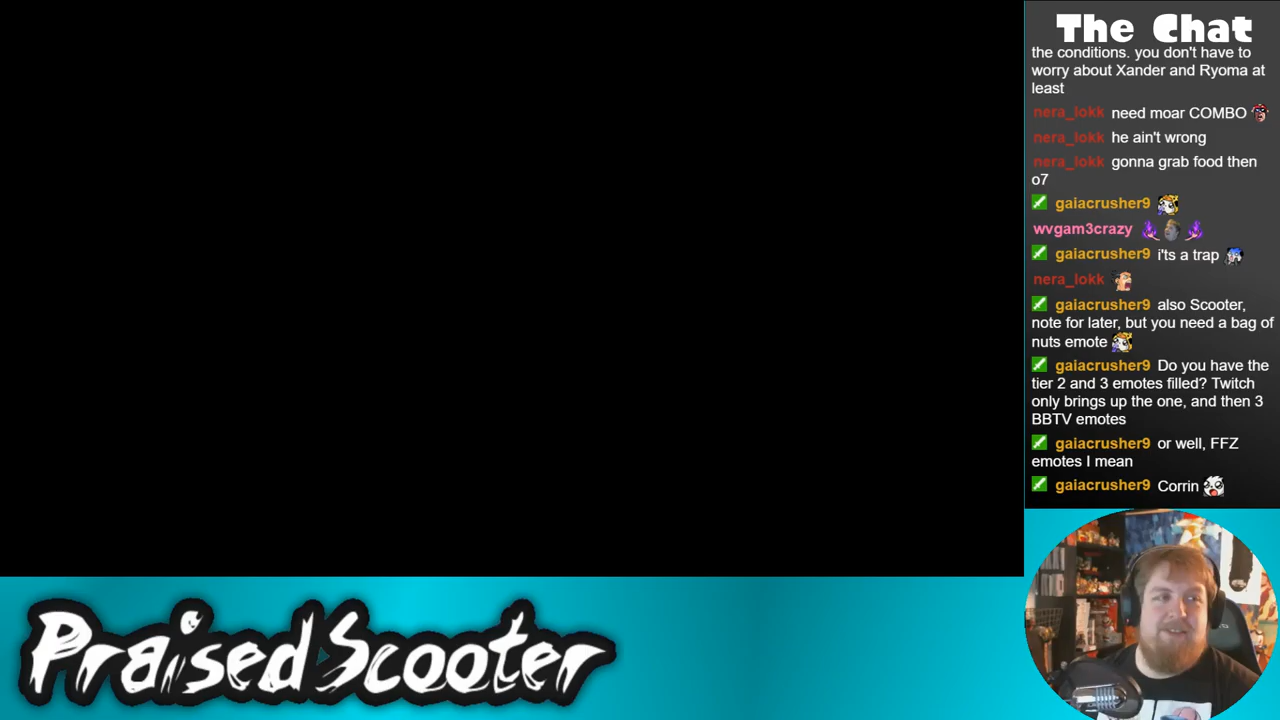 The Chat
the conditions. you don't have to
worry about Xander and Ryoma at
least
nera_lokk need moar COMBO
nera_lokk he ain't wrong
nera_lokk gonna grab food then
o7
gaiacrusher9
wvgam3crazy
gaiacrusher9 i'ts a trap
nera_lokk
gaiacrusher9 also Scooter,
note for later, but you need a bag of
nuts emote
gaiacrusher9 Do you have the
tier 2 and 3 emotes filled? Twitch
only brings up the one, and then 3
BBTV emotes
gaiacrusher9 or well, FFZ
emotes I mean
gaiacrusher9 Corrin
PraisedScooter